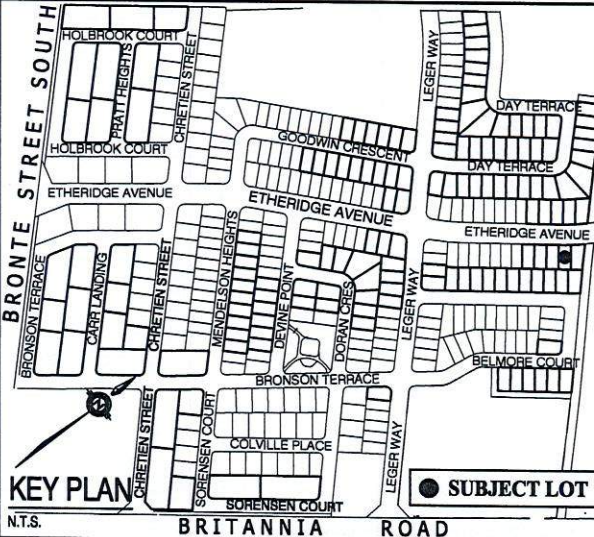 BRONTE STREET SOUTH
HOLBROOK COURT
PRATT HEIGHTS
CHRETIEN STREET
HOLBROOK COURT
ETHERIDGE AVENUE
GOODWIN CRESCENT
LEGER WAY
DAY TERRACE
DAY TERRACE
ETHERIDGE AVENUE
ETHERIDGE AVENUE
BRONSON TERRACE
CARR LANDING
CHRETIEN STREET
MENDELSON HEIGHTS
DEVINE POINT
DORAN CRES
LEGER WAY
BELMORE COURT
BRONSON TERRACE
CHRETIEN STREET
SORENSEN COURT
COLVILLE PLACE
LEGER WAY
SORENSEN COURT
KEY PLAN
N.T.S.
SUBJECT LOT
BRITANNIA ROAD